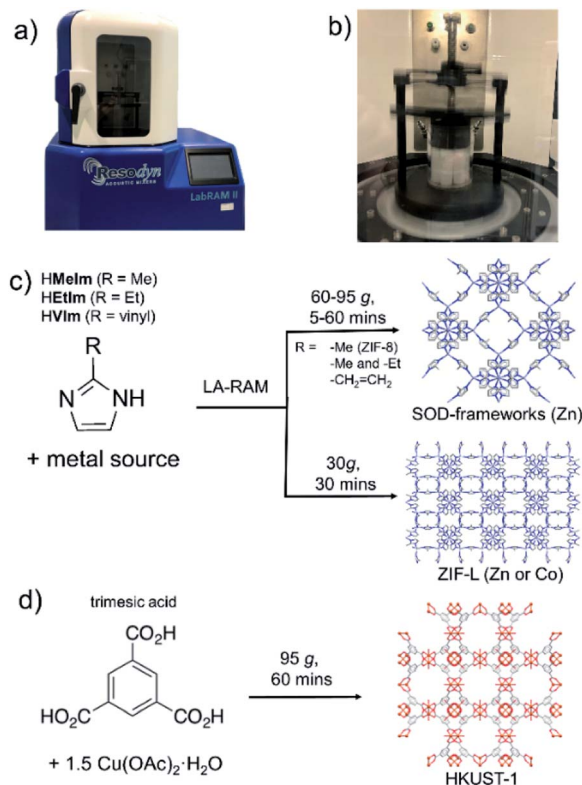 a)
b)
Resodyn
ACOUSTIC MIXERS
LabRAM II
c)
HMeIm (R = Me)
HEtIm (R = Et)
HVIm (R = vinyl)
R
N
NH
+ metal source
LA-RAM
60-95 g,
5-60 mins
R = -Me (ZIF-8)
-Me and -Et
-CH₂=CH₂
SOD-frameworks (Zn)
30g,
30 mins
ZIF-L (Zn or Co)
d)
trimesic acid
CO₂H
HO₂C CO₂H
+ 1.5 Cu(OAc)₂·H₂O
95 g,
60 mins
HKUST-1